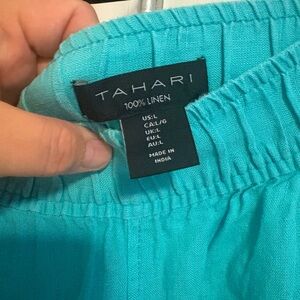 TAHARI
100% LINEN
US:L
CA:L/G
UK:L
EU:L
AU:L
MADE IN
INDIA